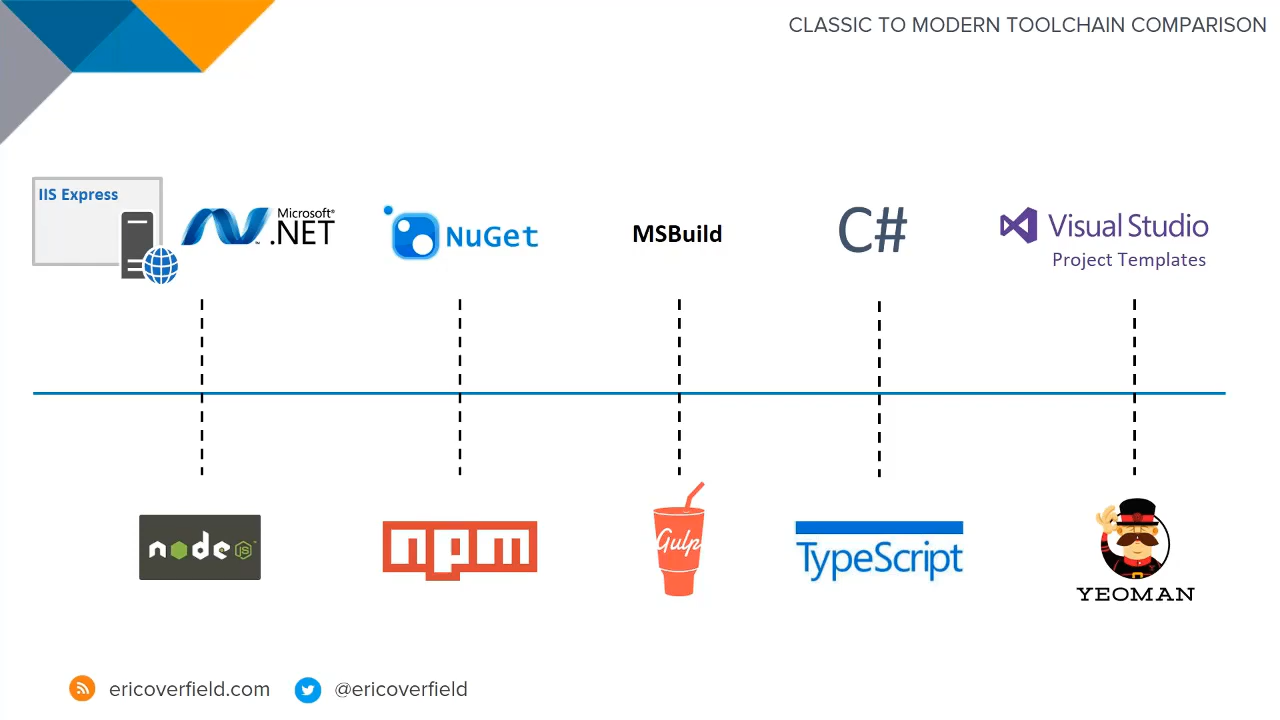 CLASSIC TO MODERN TOOLCHAIN COMPARISON
IIS Express
Microsoft®
.NET
NuGet
MSBuild
C#
Visual Studio
Project Templates
node JS
npm
Gulp
TypeScript
YEOMAN
ericoverfield.com
@ericoverfield